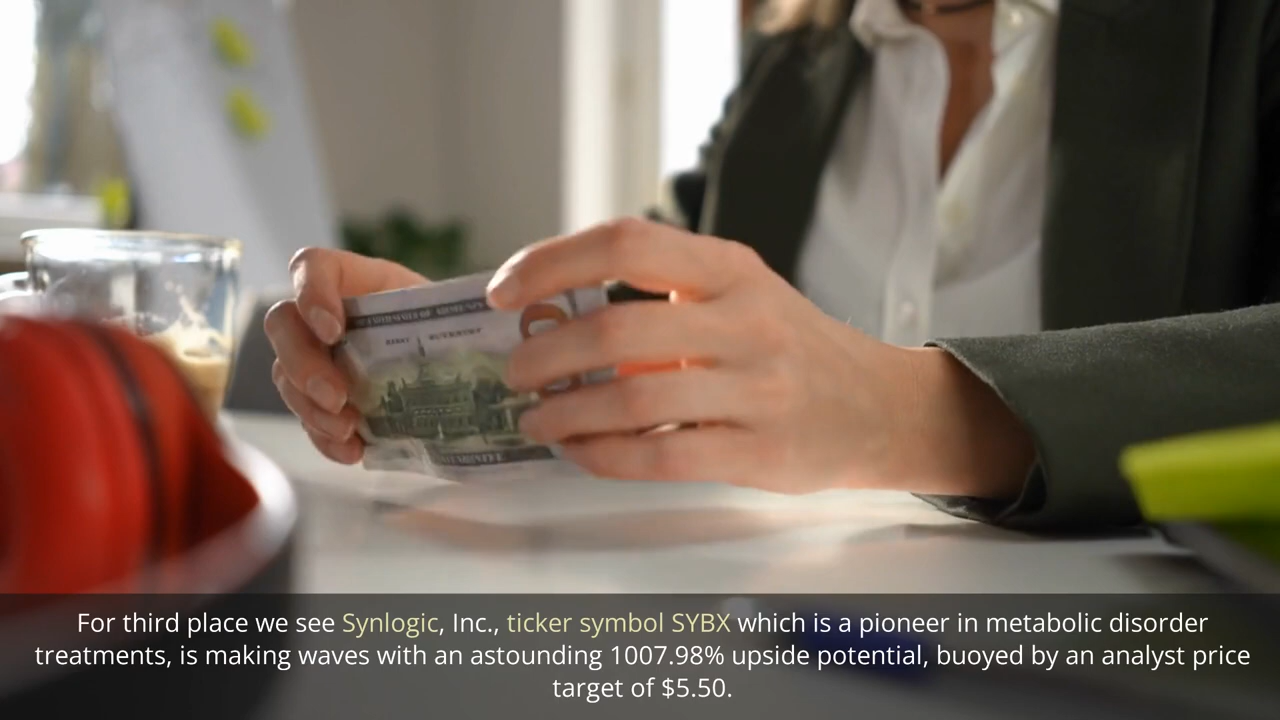 For third place we see Synlogic, Inc., ticker symbol SYBX which is a pioneer in metabolic disorder
treatments, is making waves with an astounding 1007.98% upside potential, buoyed by an analyst price
target of $5.50.